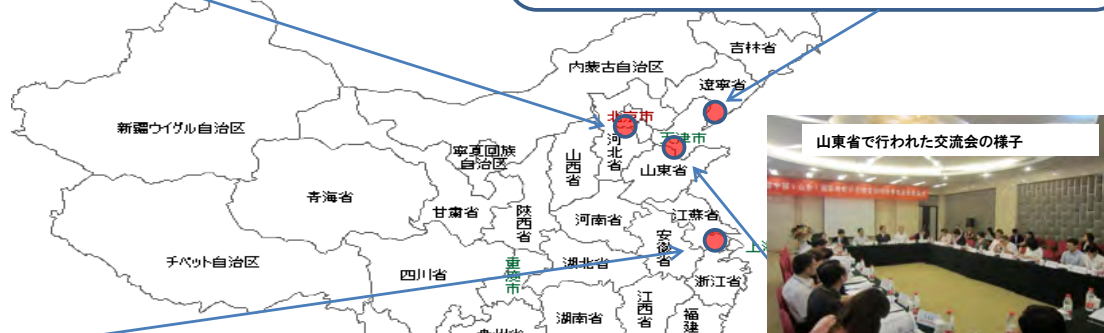 吉林省
内蒙古自治区
遼寧省
北京市
天津市
新疆ウイグル自治区
寧夏回族
自治区
山西省
河北省
山東省
山東省で行われた交流会の様子
青海省
甘粛省
陝西省
河南省
江蘇省
安徽省
チベット自治区
四川省
重慶市
湖北省
浙江省
湖南省
江西省
福建